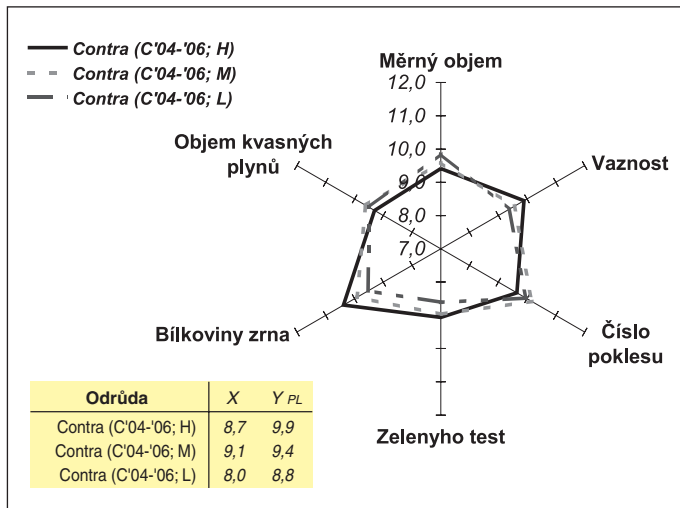 Contra (C'04-'06; H)
Contra (C'04-'06; M)
Contra (C'04-'06; L)
Měrný objem
12,0
11,0
10,0
9,0
8,0
7,0
Vaznost
Číslo
poklesu
Zelenyho test
Bílkoviny zrna
Objem kvasných
plynů
Odrůda X Y PL
Contra (C'04-'06; H) 8,7 9,9
Contra (C'04-'06; M) 9,1 9,4
Contra (C'04-'06; L) 8,0 8,8